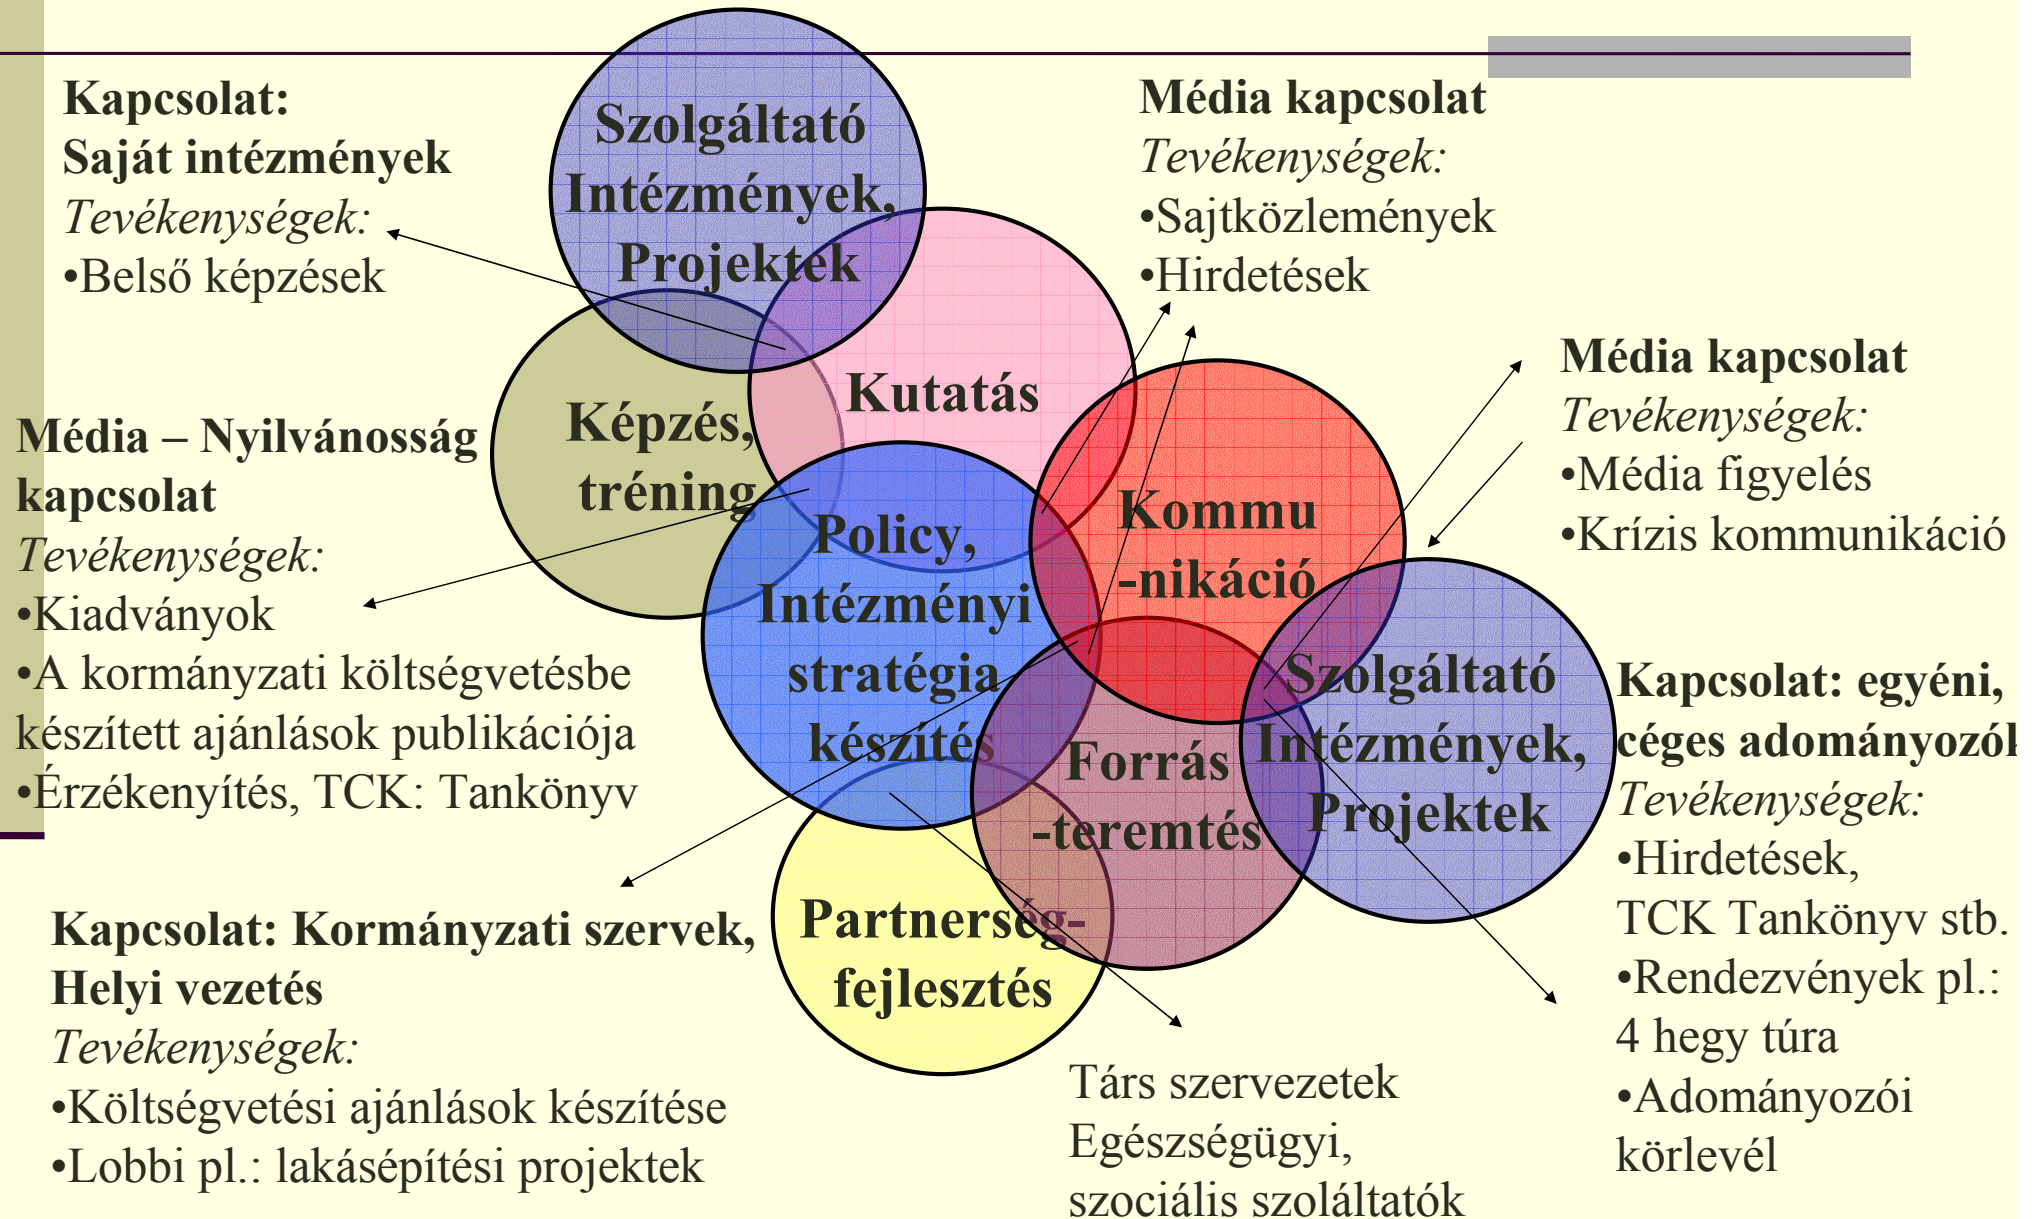 Kapcsolat:
Saját intézmények
Tevékenységek:
•Belső képzések
Szolgáltató
Intézmények,
Projektek
Média kapcsolat
Tevékenységek:
•Sajtközlemények
•Hirdetések
Kutatás
Képzés,
tréning
Média – Nyilvánosság
kapcsolat
Tevékenységek:
•Kiadványok
•A kormányzati költségvetésbe
készített ajánlások publikációja
•Érzékenyítés, TCK: Tankönyv
Policy,
Intézményi
stratégia
készítés
Kommu
-nikáció
Média kapcsolat
Tevékenységek:
•Média figyelés
•Krízis kommunikáció
Szolgáltató
Intézmények,
Projektek
Forrás
-teremtés
Partnerség-
fejlesztés
Kapcsolat: egyéni,
céges adományozók
Tevékenységek:
•Hirdetések,
TCK Tankönyv stb.
•Rendezvények pl.:
4 hegy túra
•Adományozói
körlevél
Kapcsolat: Kormányzati szervek,
Helyi vezetés
Tevékenységek:
•Költségvetési ajánlások készítése
•Lobbi pl.: lakásépítési projektek
Társ szervezetek
Egészségügyi,
szociális szoláltatók